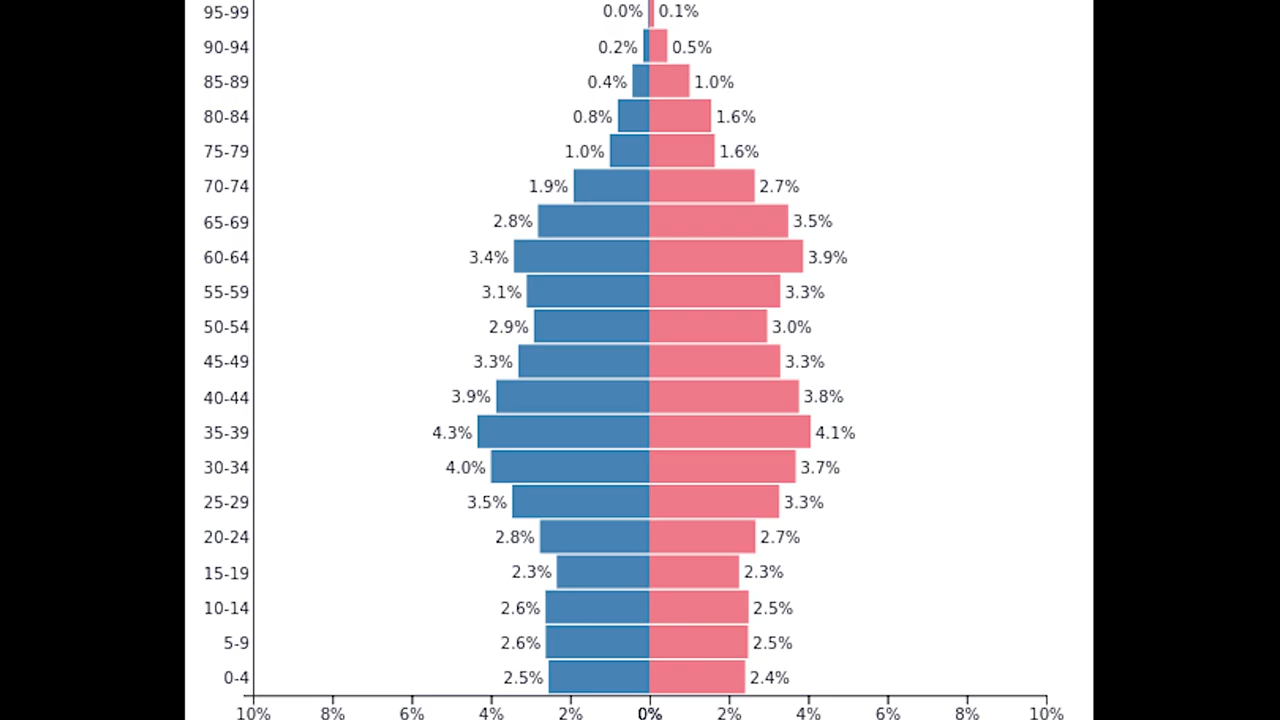 95-99 0.0% 0.1%
90-94 0.2% 0.5%
85-89 0.4% 1.0%
80-84 0.8% 1.6%
75-79 1.0% 1.6%
70-74 1.9% 2.7%
65-69 2.8% 3.5%
60-64 3.4% 3.9%
55-59 3.1% 3.3%
50-54 2.9% 3.0%
45-49 3.3% 3.3%
40-44 3.9% 3.8%
35-39 4.3% 4.1%
30-34 4.0% 3.7%
25-29 3.5% 3.3%
20-24 2.8% 2.7%
15-19 2.3% 2.3%
10-14 2.6% 2.5%
5-9 2.6% 2.5%
0-4 2.5% 2.4%
10% 8% 6% 4% 2% 0% 2% 4% 6% 8% 10%